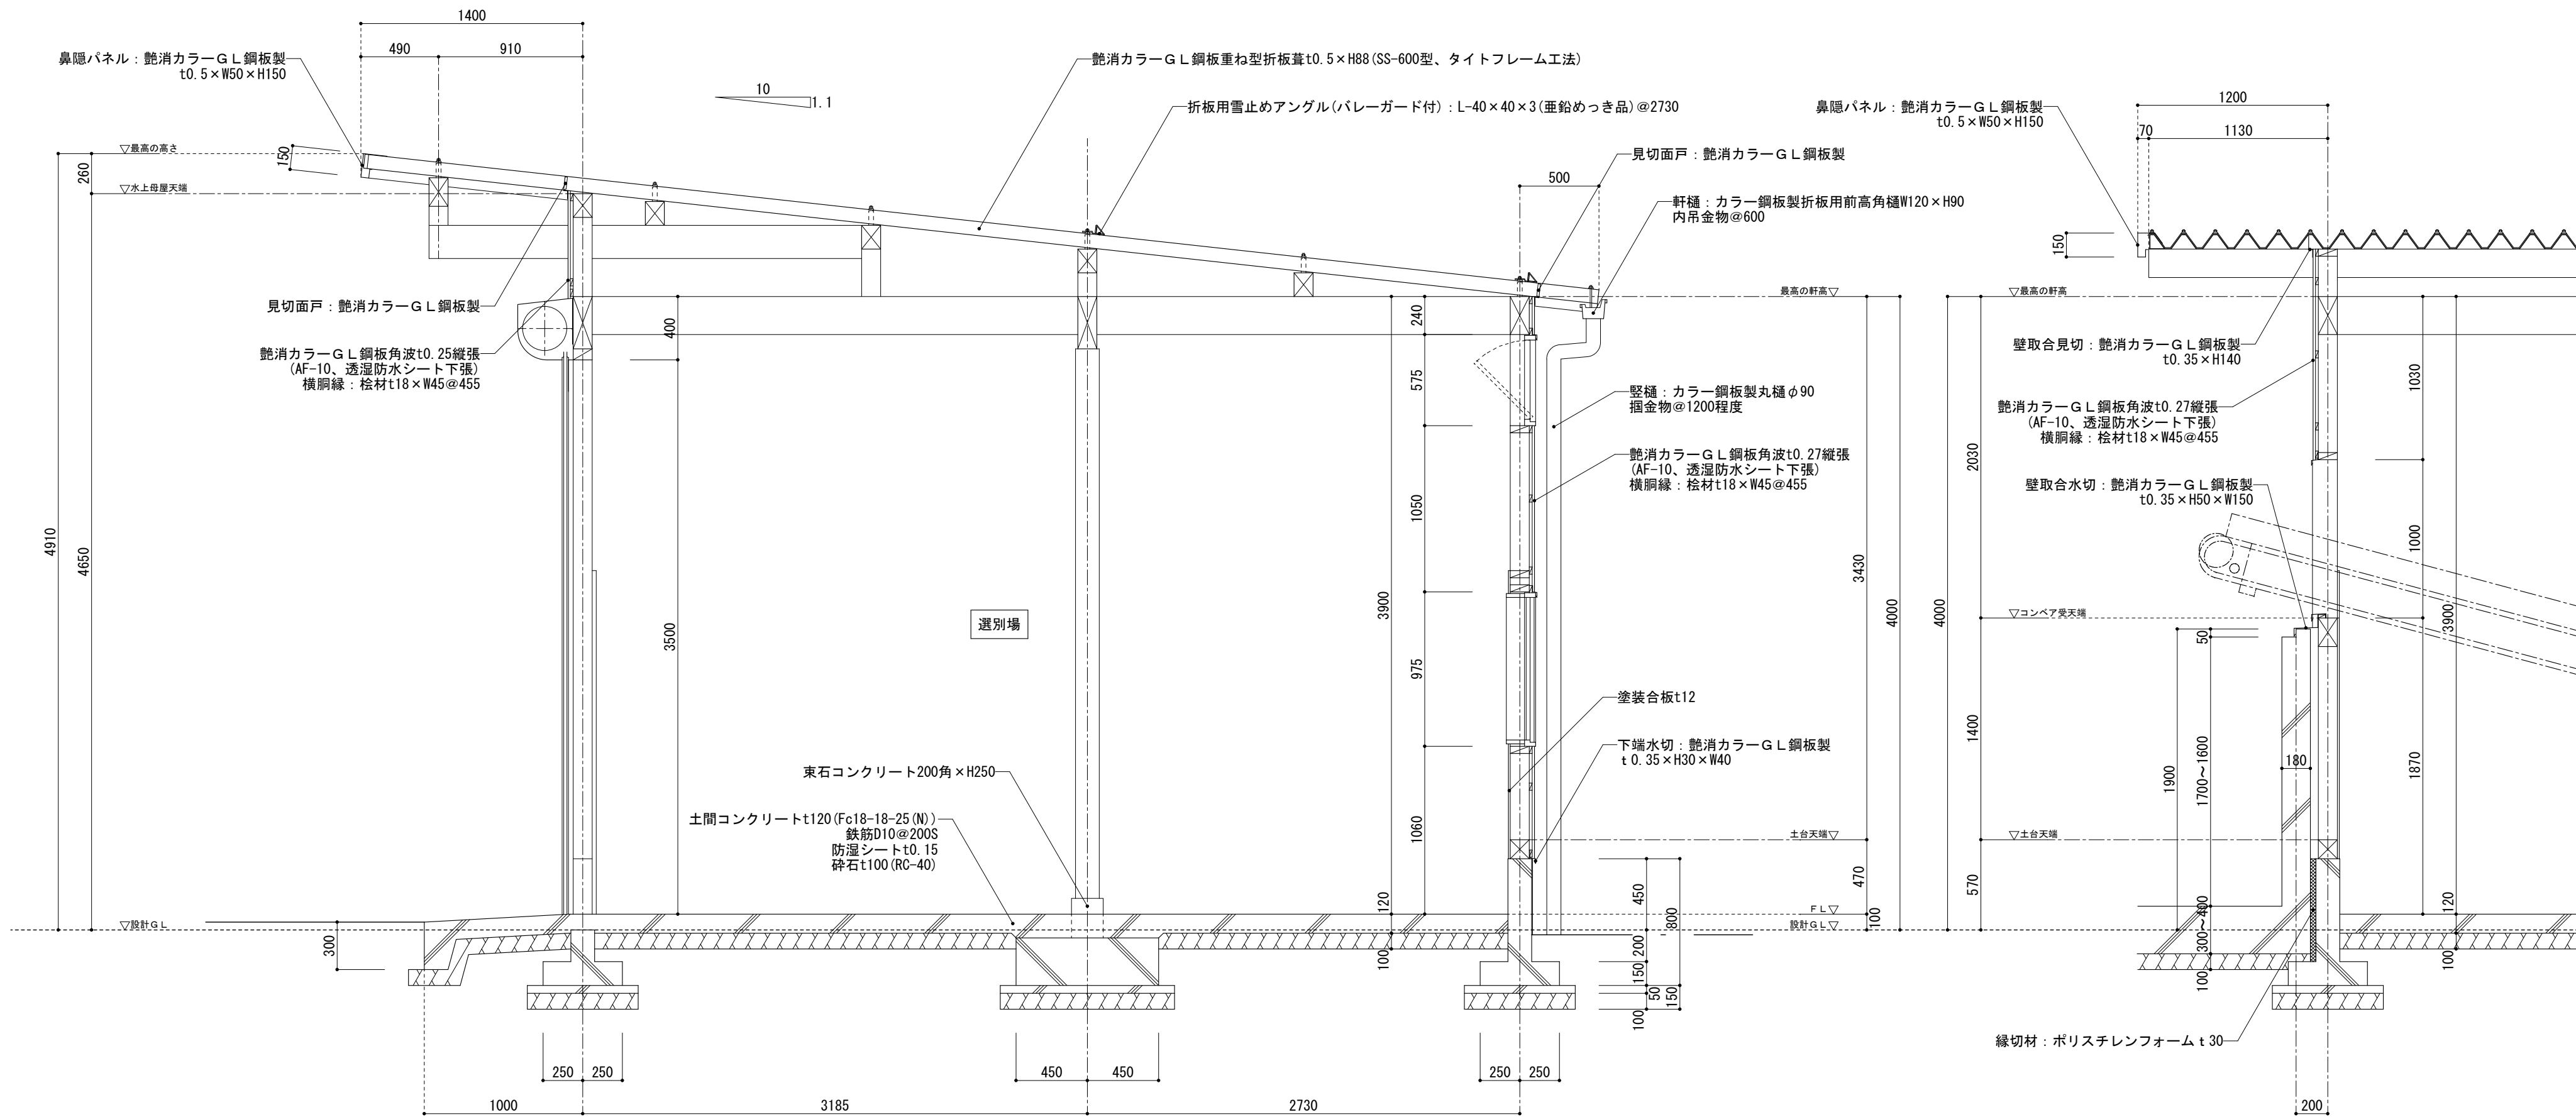 1400
490
910
鼻隠パネル：艶消カラーＧＬ鋼板製
t0.5×W50×H150
10
1.1
艶消カラーＧＬ鋼板重ね型折板葺t0.5×H88(SS-600型、タイトフレーム工法)
折板用雪止めアングル(バレーガード付)：L-40×40×3(亜鉛めっき品)@2730
見切面戸：艶消カラーＧＬ鋼板製
500
軒樋：カラー鋼板製折板用前高角樋W120×H90
内吊金物@600
▽最高の高さ
260
150
▽水上母屋天端
最高の軒高▽
見切面戸：艶消カラーＧＬ鋼板製
艶消カラーＧＬ鋼板角波t0.25縦張
(AF-10、透湿防水シート下張)
横胴縁：桧材t18×W45@455
400
240
575
竪樋：カラー鋼板製丸樋φ90
掴金物@1200程度
艶消カラーＧＬ鋼板角波t0.27縦張
(AF-10、透湿防水シート下張)
横胴縁：桧材t18×W45@455
4910
4650
3500
選別場
3900
1050
975
1060
3430
4000
塗装合板t12
下端水切：艶消カラーＧＬ鋼板製
ｔ0.35×H30×W40
束石コンクリート200角×H250
土間コンクリートt120(Fc18-18-25(N))
鉄筋D10@200S
防湿シートt0.15
砕石t100(RC-40)
土台天端▽
470
100
ＦＬ▽
設計ＧＬ▽
▽設計ＧＬ
300
120
100
450
800
200
150
50
150
100
250
250
450
450
250
250
1000
3185
2730
鼻隠パネル：艶消カラーＧＬ鋼板製
t0.5×W50×H150
1200
70
1130
150
▽最高の軒高
壁取合見切：艶消カラーＧＬ鋼板製
t0.35×H140
艶消カラーＧＬ鋼板角波t0.27縦張
(AF-10、透湿防水シート下張)
横胴縁：桧材t18×W45@455
壁取合水切：艶消カラーＧＬ鋼板製
t0.35×H50×W150
4000
2030
1030
1000
▽コンベア受天端
3900
50
1400
1900
1700～1600
180
1870
▽土台天端
570
300～400
100
120
100
縁切材：ポリスチレンフォームｔ30
200